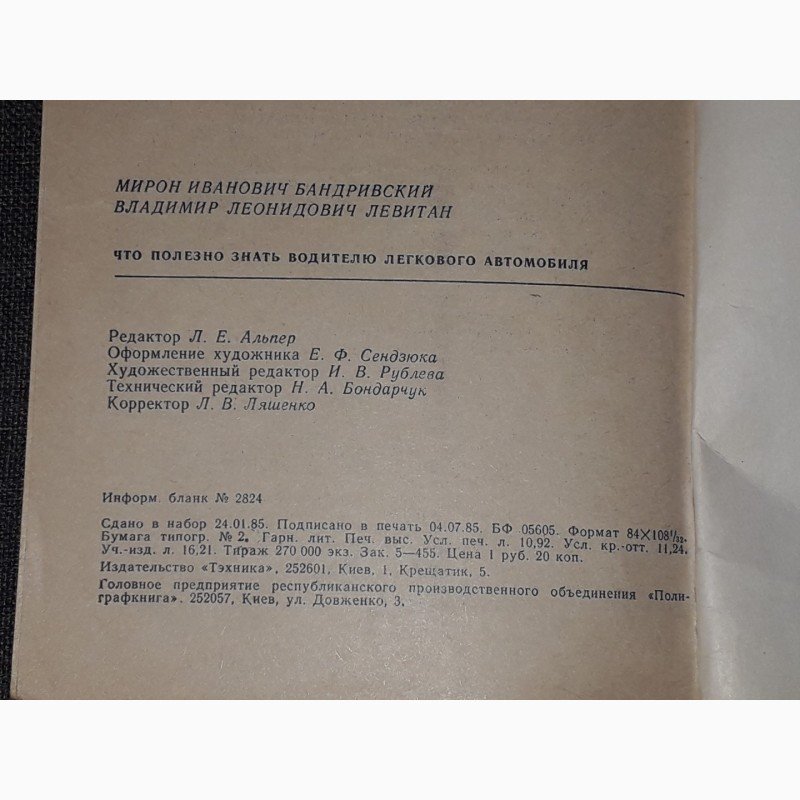 МИРОН ИВАНОВИЧ БАНДРИВСКИЙ
ВЛАДИМИР ЛЕОНИДОВИЧ ЛЕВИТАН
ЧТО ПОЛЕЗНО ЗНАТЬ ВОДИТЕЛЮ ЛЕГКОВОГО АВТОМОБИЛЯ
Редактор Л. Е. Альпер
Оформление художника Е. Ф. Сендзюка
Художественный редактор И. В. Рублева
Технический редактор Н. А. Бондарчук
Корректор Л. В. Ляшенко
Информ. бланк № 2824
Сдано в набор 24.01.85. Подписано в печать 04.07.85. БФ 05605. Формат 84×108¹/₃₂.
Бумага типогр. № 2. Гарн. лит. Печ. выс. Усл. печ. л. 10,92. Усл. кр.-отт. 11,24.
Уч.-изд. л. 16,21. Тираж 270 000 экз. Зак. 5—455. Цена 1 руб. 20 коп.
Издательство «Тэхника», 252601, Киев, 1, Крещатик, 5.
Головное предприятие республиканского производственного объединения «Поли-
графкнига». 252057, Киев, ул. Довженко, 3.